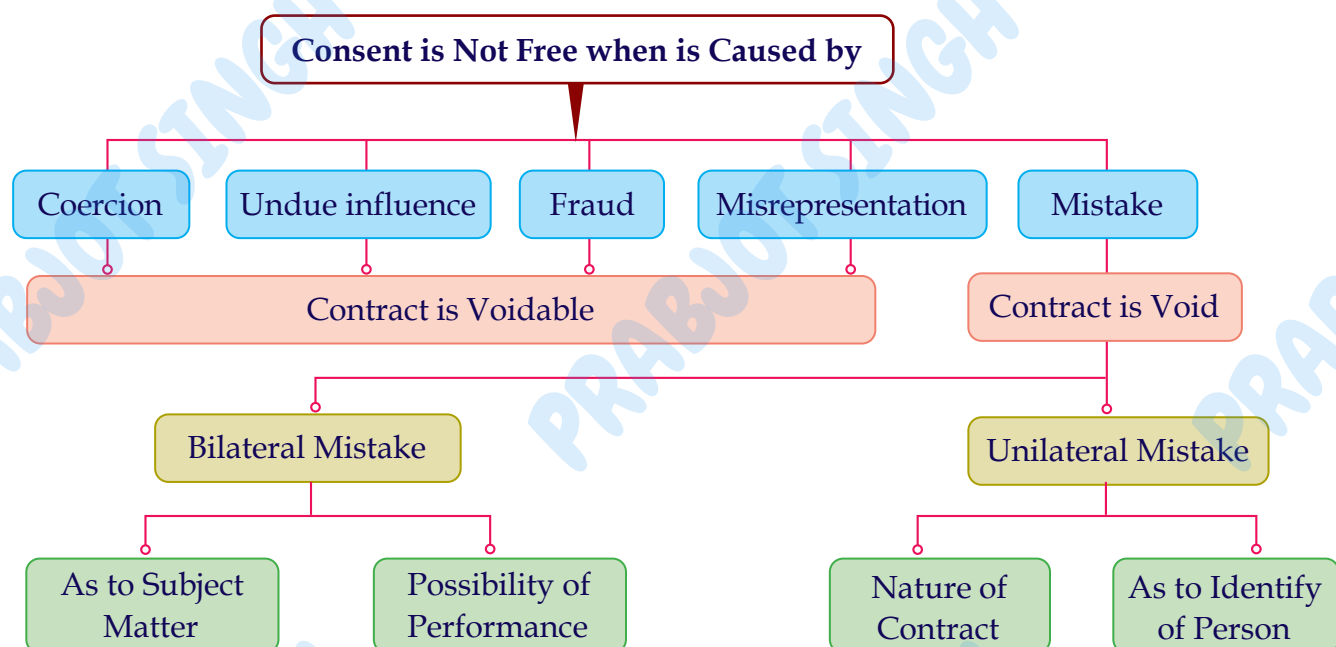 Consent is Not Free when is Caused by
Coercion
Undue influence
Fraud
Misrepresentation
Mistake
Contract is Voidable
Contract is Void
Bilateral Mistake
Unilateral Mistake
As to Subject
Matter
Possibility of
Performance
Nature of
Contract
As to Identify
of Person
PRABJOT SINGH